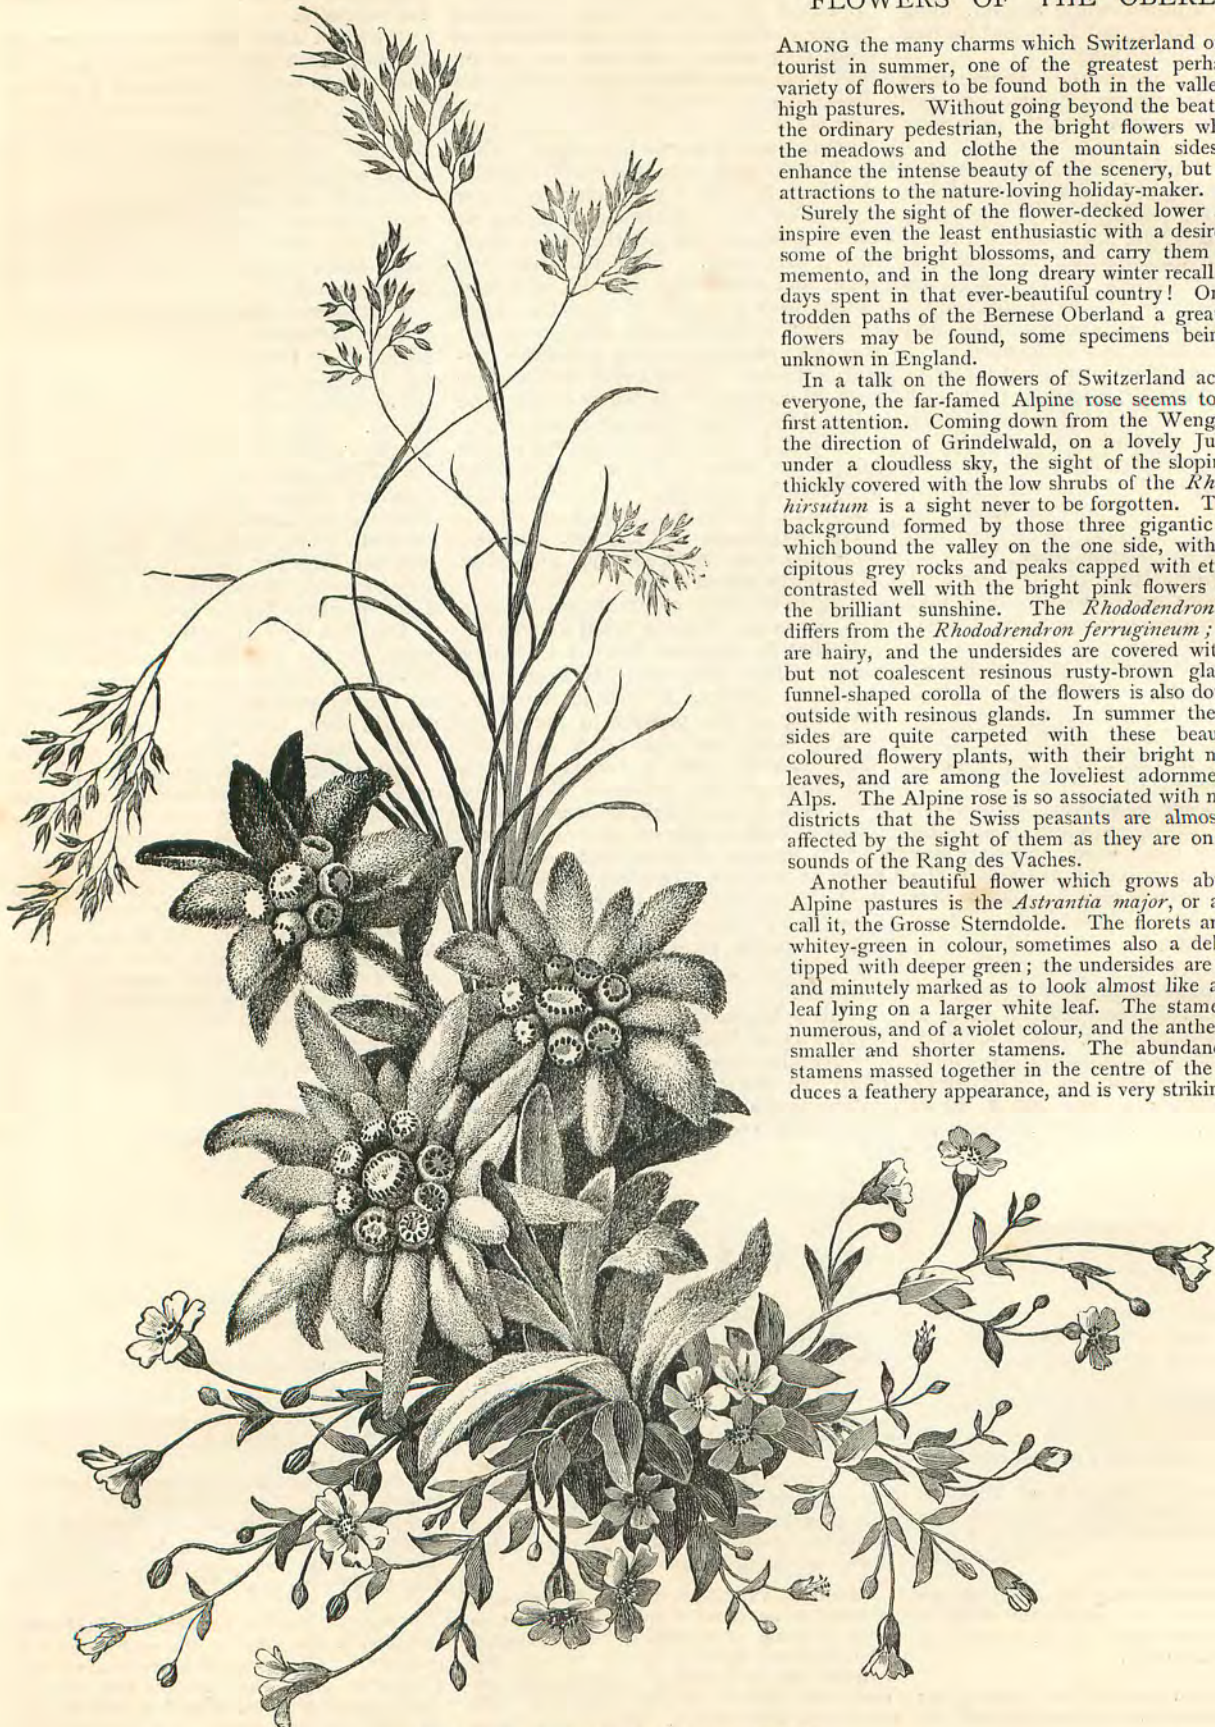 FLOWERS OF THE OBERL
AMONG the many charms which Switzerland o
tourist in summer, one of the greatest perh
variety of flowers to be found both in the valle
high pastures. Without going beyond the beat
the ordinary pedestrian, the bright flowers wh
the meadows and clothe the mountain sides
enhance the intense beauty of the scenery, but
attractions to the nature-loving holiday-maker.
Surely the sight of the flower-decked lower
inspire even the least enthusiastic with a desir
some of the bright blossoms, and carry them
memento, and in the long dreary winter recall
days spent in that ever-beautiful country! On
trodden paths of the Bernese Oberland a grea
flowers may be found, some specimens bein
unknown in England.
In a talk on the flowers of Switzerland ac
everyone, the far-famed Alpine rose seems to
first attention. Coming down from the Weng
the direction of Grindelwald, on a lovely Ju
under a cloudless sky, the sight of the slopin
thickly covered with the low shrubs of the Rh
hirsutum is a sight never to be forgotten. T
background formed by those three gigantic
which bound the valley on the one side, with
cipitous grey rocks and peaks capped with et
contrasted well with the bright pink flowers
the brilliant sunshine. The Rhododendron
differs from the Rhododrendron ferrugineum ;
are hairy, and the undersides are covered wit
but not coalescent resinous rusty-brown gla
funnel-shaped corolla of the flowers is also do
outside with resinous glands. In summer the
sides are quite carpeted with these beau
coloured flowery plants, with their bright n
leaves, and are among the loveliest adornme
Alps. The Alpine rose is so associated with n
districts that the Swiss peasants are almos
affected by the sight of them as they are on
sounds of the Rang des Vaches.
Another beautiful flower which grows ab
Alpine pastures is the Astrantia major, or a
call it, the Grosse Sterndolde. The florets ar
whitey-green in colour, sometimes also a del
tipped with deeper green ; the undersides are
and minutely marked as to look almost like a
leaf lying on a larger white leaf. The stame
numerous, and of a violet colour, and the anthe
smaller and shorter stamens. The abundan
stamens massed together in the centre of the
duces a feathery appearance, and is very strikin